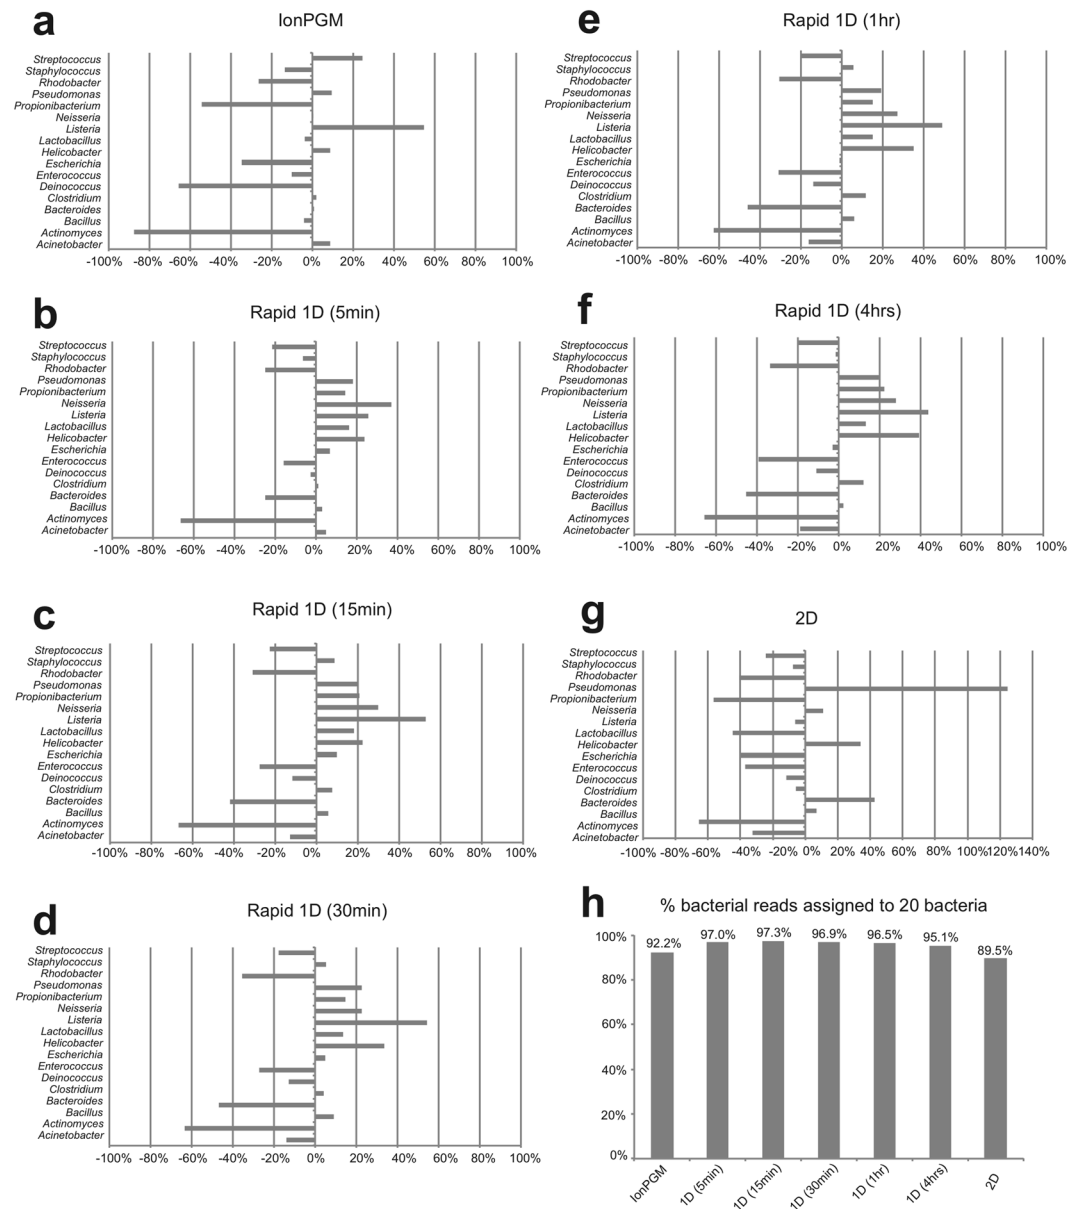 a
IonPGM
Streptococcus
Staphylococcus
Rhodobacter
Pseudomonas
Propionibacterium
Neisseria
Listeria
Lactobacillus
Helicobacter
Escherichia
Enterococcus
Deinococcus
Clostridium
Bacteroides
Bacillus
Actinomyces
Acinetobacter
-100% -80% -60% -40% -20% 0% 20% 40% 60% 80% 100%
b
Rapid 1D (5min)
Streptococcus
Staphylococcus
Rhodobacter
Pseudomonas
Propionibacterium
Neisseria
Listeria
Lactobacillus
Helicobacter
Escherichia
Enterococcus
Deinococcus
Clostridium
Bacteroides
Bacillus
Actinomyces
Acinetobacter
-100% -80% -60% -40% -20% 0% 20% 40% 60% 80% 100%
c
Rapid 1D (15min)
Streptococcus
Staphylococcus
Rhodobacter
Pseudomonas
Propionibacterium
Neisseria
Listeria
Lactobacillus
Helicobacter
Escherichia
Enterococcus
Deinococcus
Clostridium
Bacteroides
Bacillus
Actinomyces
Acinetobacter
-100% -80% -60% -40% -20% 0% 20% 40% 60% 80% 100%
d
Rapid 1D (30min)
Streptococcus
Staphylococcus
Rhodobacter
Pseudomonas
Propionibacterium
Neisseria
Listeria
Lactobacillus
Helicobacter
Escherichia
Enterococcus
Deinococcus
Clostridium
Bacteroides
Bacillus
Actinomyces
Acinetobacter
-100% -80% -60% -40% -20% 0% 20% 40% 60% 80% 100%
e
Rapid 1D (1hr)
Streptococcus
Staphylococcus
Rhodobacter
Pseudomonas
Propionibacterium
Neisseria
Listeria
Lactobacillus
Helicobacter
Escherichia
Enterococcus
Deinococcus
Clostridium
Bacteroides
Bacillus
Actinomyces
Acinetobacter
-100% -80% -60% -40% -20% 0% 20% 40% 60% 80% 100%
f
Rapid 1D (4hrs)
Streptococcus
Staphylococcus
Rhodobacter
Pseudomonas
Propionibacterium
Neisseria
Listeria
Lactobacillus
Helicobacter
Escherichia
Enterococcus
Deinococcus
Clostridium
Bacteroides
Bacillus
Actinomyces
Acinetobacter
-100% -80% -60% -40% -20% 0% 20% 40% 60% 80% 100%
g
2D
Streptococcus
Staphylococcus
Rhodobacter
Pseudomonas
Propionibacterium
Neisseria
Listeria
Lactobacillus
Helicobacter
Escherichia
Enterococcus
Deinococcus
Clostridium
Bacteroides
Bacillus
Actinomyces
Acinetobacter
-100% -80% -60% -40% -20% 0% 20% 40% 60% 80% 100%120%140%
h
% bacterial reads assigned to 20 bacteria
92.2% 97.0% 97.3% 96.9% 96.5% 95.1% 89.5%
100%
80%
60%
40%
20%
0%
IonPGM 1D (5min) 1D (15min) 1D (30min) 1D (1hr) 1D (4hrs) 2D